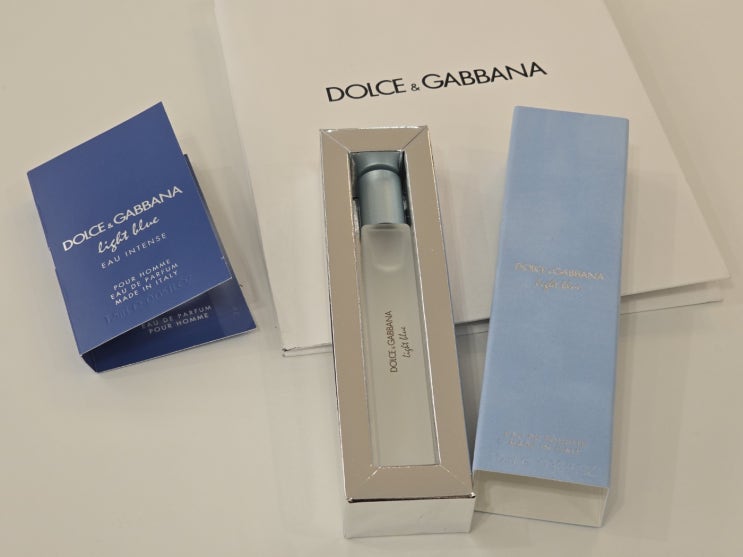 DOLCE & GABBANA
DOLCE & GABBANA
light blue
EAU INTENSE
POUR HOMME
EAU DE PARFUM
MADE IN ITALY
EAU DE PARFUM
POUR HOMME
DOLCE & GABBANA
light blue
DOLCE & GABBANA
light blue